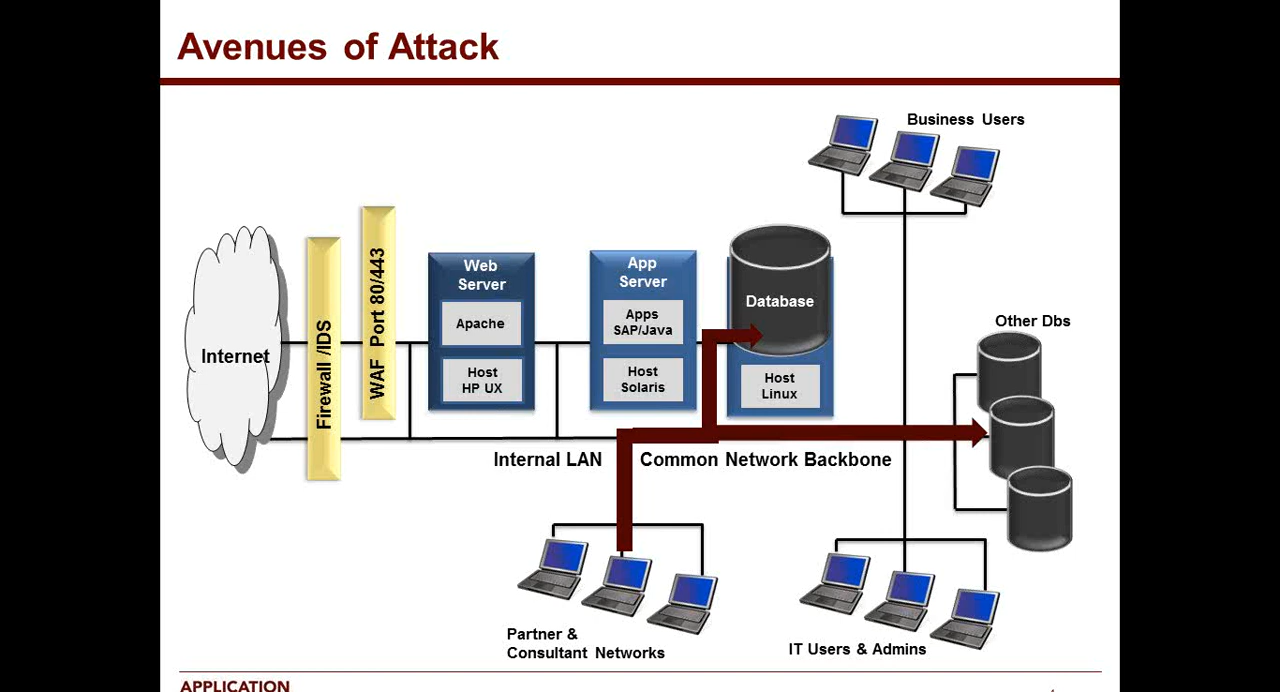 Avenues of Attack
Business Users
Internet
Firewall /IDS
WAF Port 80/443
Web
Server
Apache
Host
HP UX
App
Server
Apps
SAP/Java
Host
Solaris
Database
Host
Linux
Other Dbs
Internal LAN
Common Network Backbone
Partner &
Consultant Networks
IT Users & Admins
APPLICATION